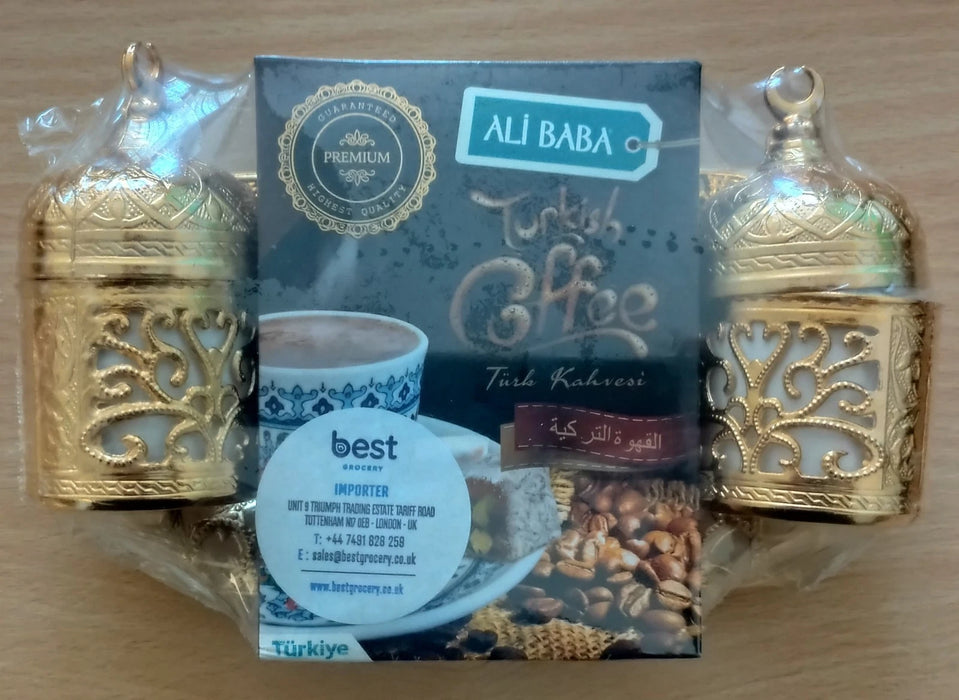 GUARANTEED
PREMIUM
HIGHEST QUALITY
ALİ BABA
Turkish
Coffee
Türk Kahvesi
القهوة التركية
best
GROCERY
IMPORTER
UNIT 9 TRIUMPH TRADING ESTATE TARIFF ROAD
TOTTENHAM N17 0EB - LONDON - UK
T: +44 7491 828 259
E : sales@bestgrocery.co.uk
www.bestgrocery.co.uk
Türkiye